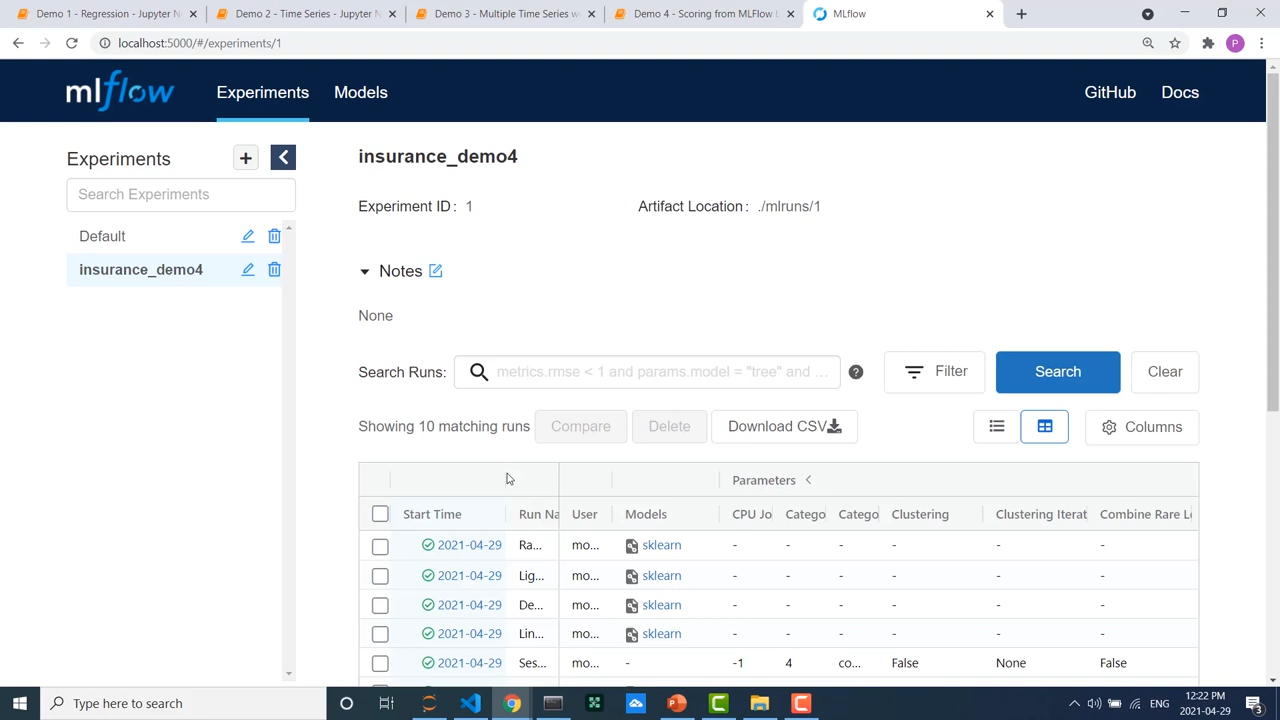 Demo 1 - Regression - Jupyter N
Demo 2 - Time Series - Jupyter N
Demo 3 - Multiple Time Series w
Demo 4 - Scoring from MLFlow L
MLflow
localhost:5000/#/experiments/1
P
mlflow
Experiments
Models
GitHub
Docs
Experiments
Search Experiments
Default
insurance_demo4
insurance_demo4
Experiment ID: 1
Artifact Location: ./mlruns/1
Notes
None
Search Runs:
metrics.rmse < 1 and params.model = "tree" and ...
Filter
Search
Clear
Showing 10 matching runs
Compare
Delete
Download CSV
Columns
Parameters
Start Time Run Na User Models CPU Jo Catego Catego Clustering Clustering Iterat Combine Rare Le
2021-04-29 Ra... mo... sklearn - - - - - -
2021-04-29 Lig... mo... sklearn - - - - - -
2021-04-29 De... mo... sklearn - - - - - -
2021-04-29 Lin... mo... sklearn - - - - - -
2021-04-29 Ses... mo... - -1 4 co... False None False
Type here to search
ENG
12:22 PM
2021-04-29
3